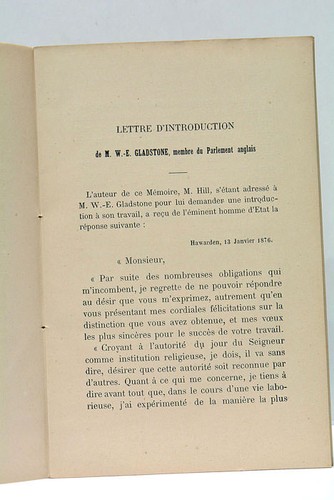 LETTRE D'INTRODUCTION
de M. W.-E. GLADSTONE, membre du Parlement anglais
L'auteur de ce Mémoire, M. Hill, s'étant adressé à
M. W.-E. Gladstone pour lui demander une introduc-
tion à son travail, a reçu de l'éminent homme d'Etat la
réponse suivante :
Hawarden, 13 Janvier 1876.
« Monsieur,
« Par suite des nombreuses obligations qui
m'incombent, je regrette de ne pouvoir répondre
au désir que vous m'exprimez, autrement qu'en
vous présentant mes cordiales félicitations sur la
distinction que vous avez obtenue, et mes vœux
les plus sincères pour le succès de votre travail.
« Croyant à l'autorité du jour du Seigneur
comme institution religieuse, je dois, il va sans
dire, désirer que cette autorité soit reconnue par
d'autres. Quant à ce qui me concerne, je tiens à
dire avant tout que, dans le cours d'une vie labo-
rieuse, j'ai expérimenté de la manière la plus